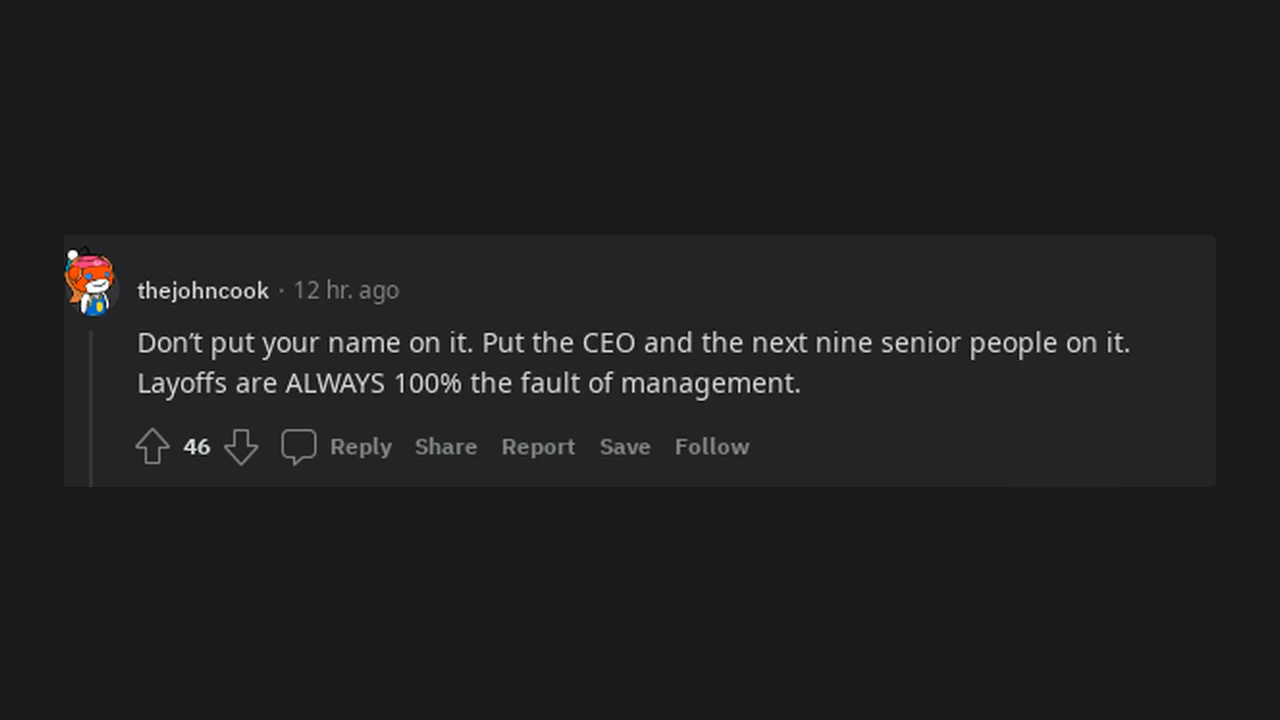 thejohncook · 12 hr. ago
Don’t put your name on it. Put the CEO and the next nine senior people on it.
Layoffs are ALWAYS 100% the fault of management.
46 Reply Share Report Save Follow